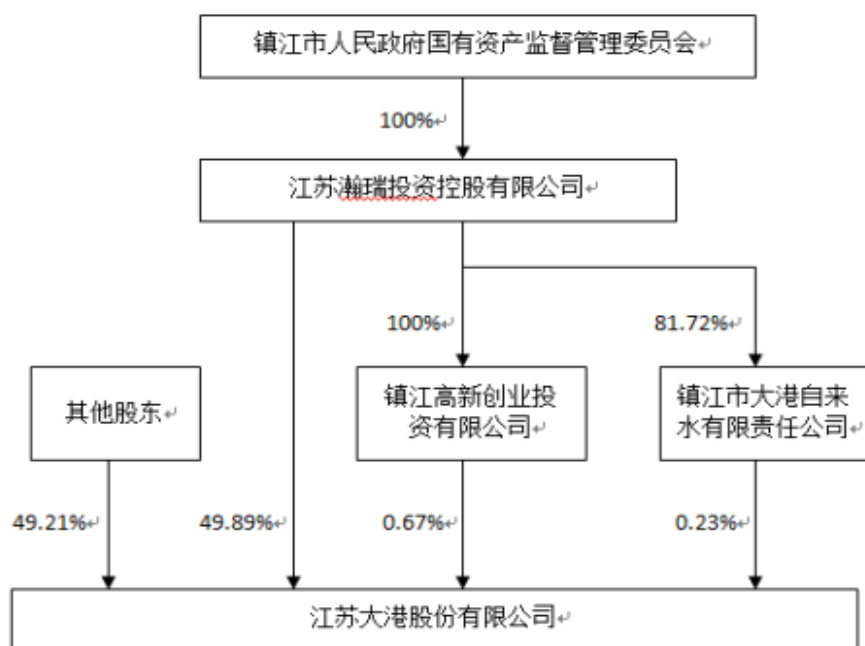 镇江市人民政府国有资产监督管理委员会↵
100%↵
江苏瀚瑞投资控股有限公司↵
100%↵
81.72%↵
其他股东↵
镇江高新创业投
资有限公司↵
镇江市大港自来
水有限责任公司↵
49.21%↵
49.89%↵
0.67%↵
0.23%↵
江苏大港股份有限公司↵